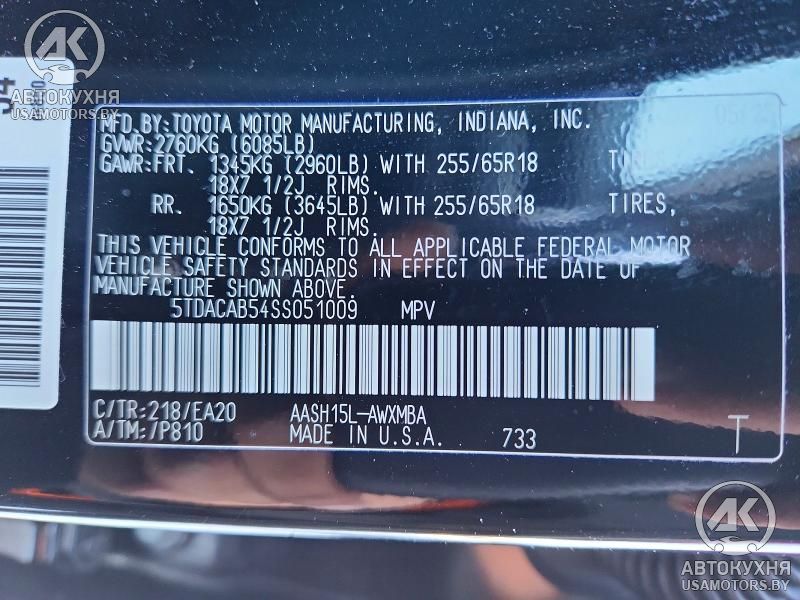 АК
АВТОКУХНЯ
USAMOTORS.BY
MFD.BY:TOYOTA MOTOR MANUFACTURING, INDIANA, INC.
GVWR:2760KG (6085LB)
GAWR:FRT. 1345KG (2960LB) WITH 255/65R18
18X7 1/2J RIMS.
RR. 1650KG (3645LB) WITH 255/65R18 TIRES,
18X7 1/2J RIMS.
THIS VEHICLE CONFORMS TO ALL APPLICABLE FEDERAL MOTOR
VEHICLE SAFETY STANDARDS IN EFFECT ON THE DATE OF
MANUFACTURE SHOWN ABOVE.
5TDACAB54SS051009 MPV
C/TR:218/EA20 AASH15L-AWXMBA
A/TM:/P810 MADE IN U.S.A. 733 T
АК
АВТОКУХНЯ
USAMOTORS.BY